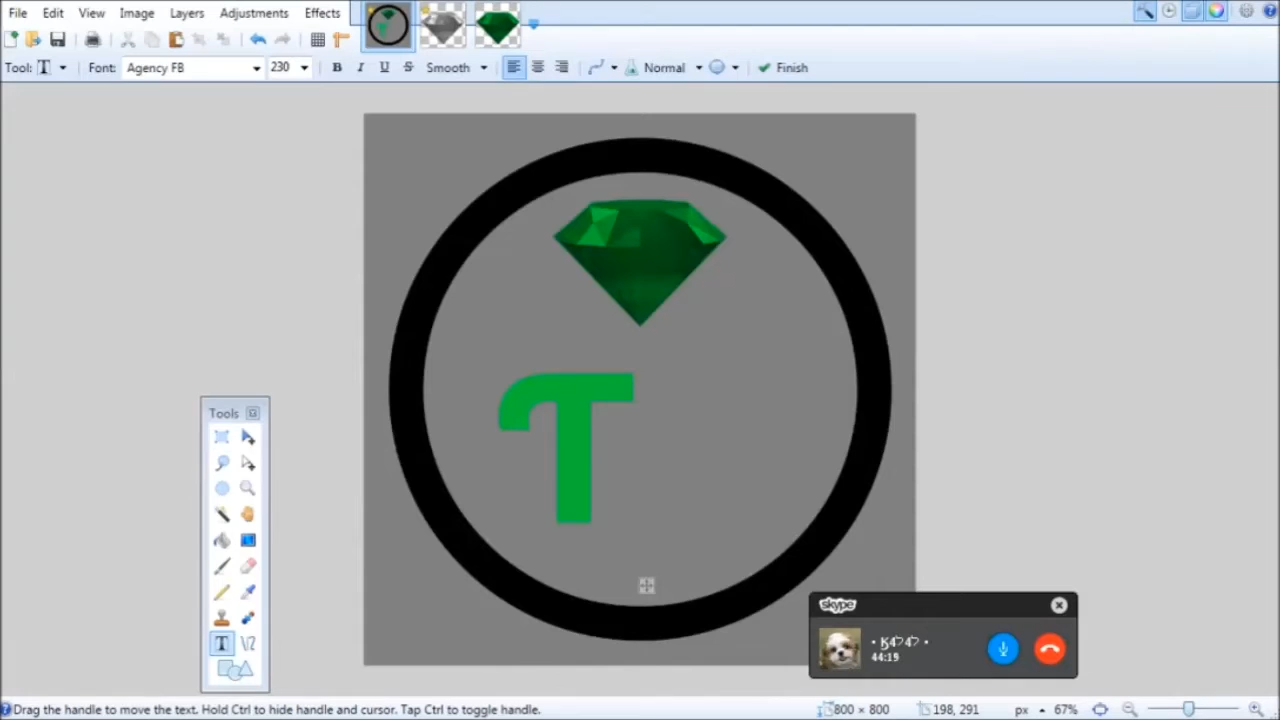 File Edit View Image Layers Adjustments Effects
Tool: T Font: Agency FB 230 B I U S Smooth Normal Finish
T
Tools
T
skype
44:19
Drag the handle to move the text. Hold Ctrl to hide handle and cursor. Tap Ctrl to toggle handle. 800 × 800 198, 291 px 67%